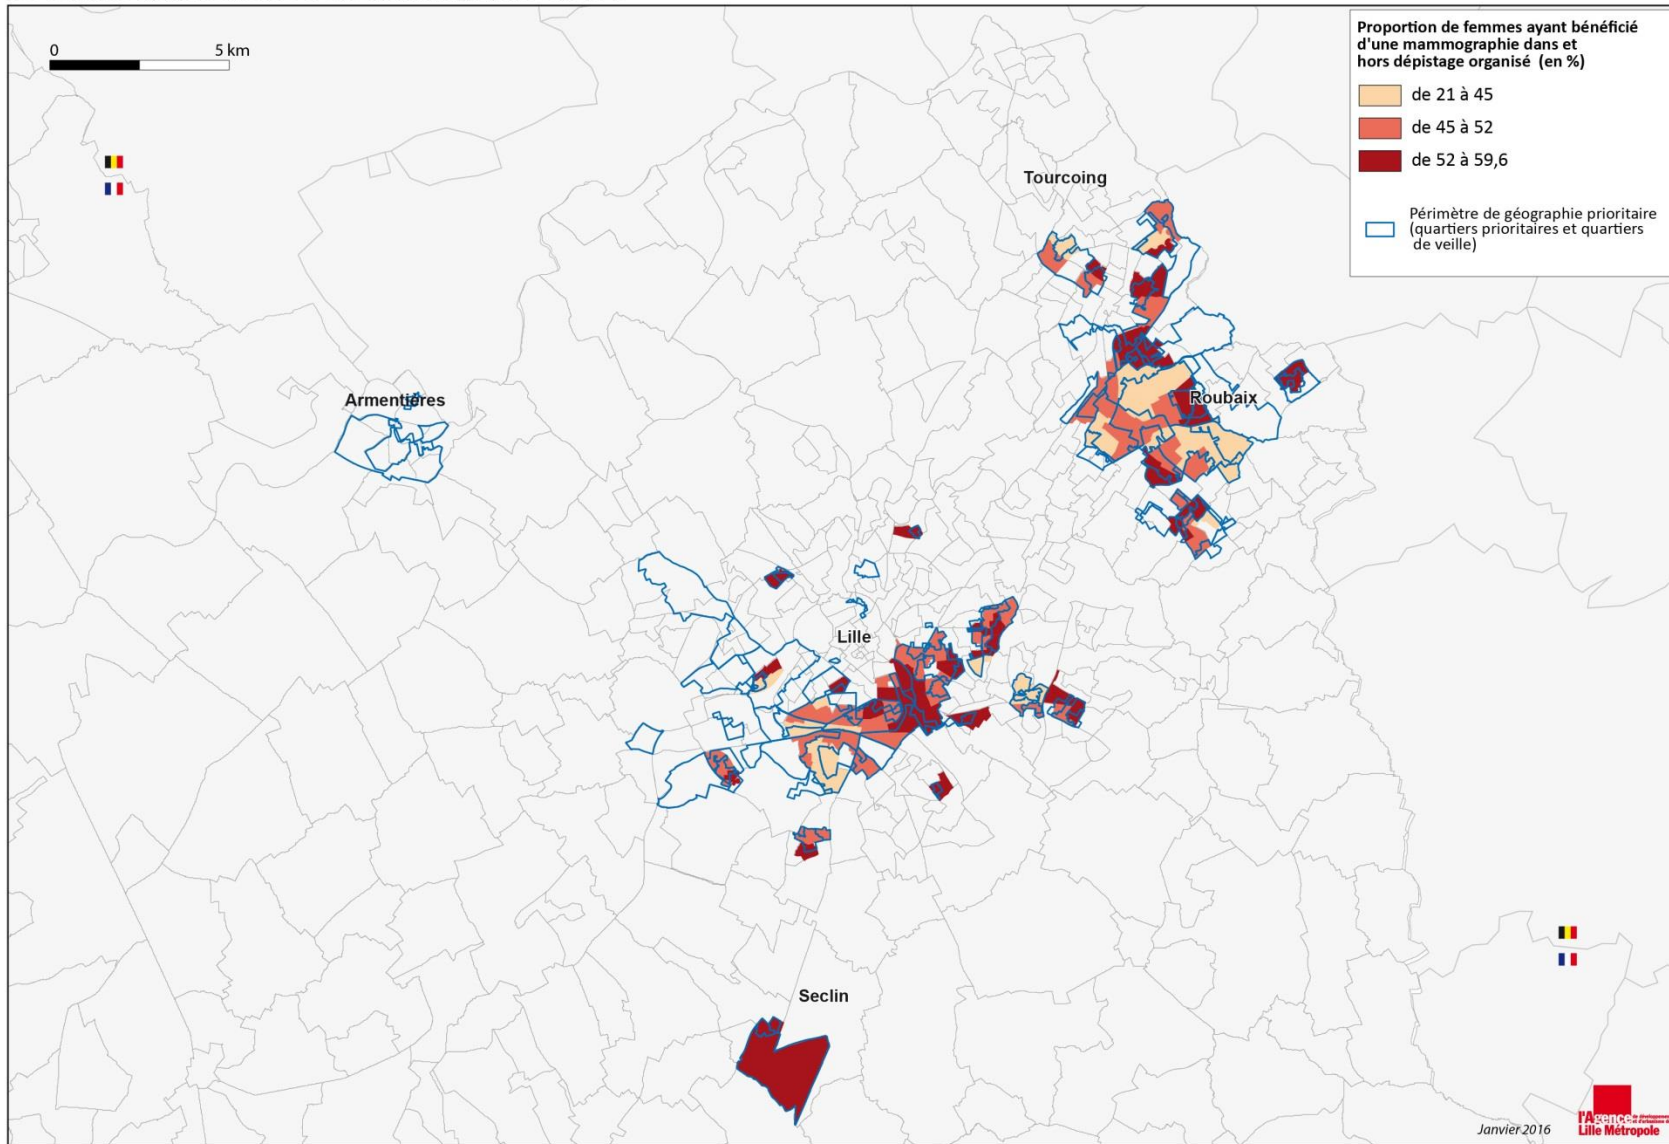 0 5 km
Proportion de femmes ayant bénéficié
d'une mammographie dans et
hors dépistage organisé (en %)
de 21 à 45
de 45 à 52
de 52 à 59,6
Périmètre de géographie prioritaire
(quartiers prioritaires et quartiers
de veille)
Tourcoing
Armentières
Roubaix
Lille
Seclin
Janvier 2016
l'Agence
Lille Métropole